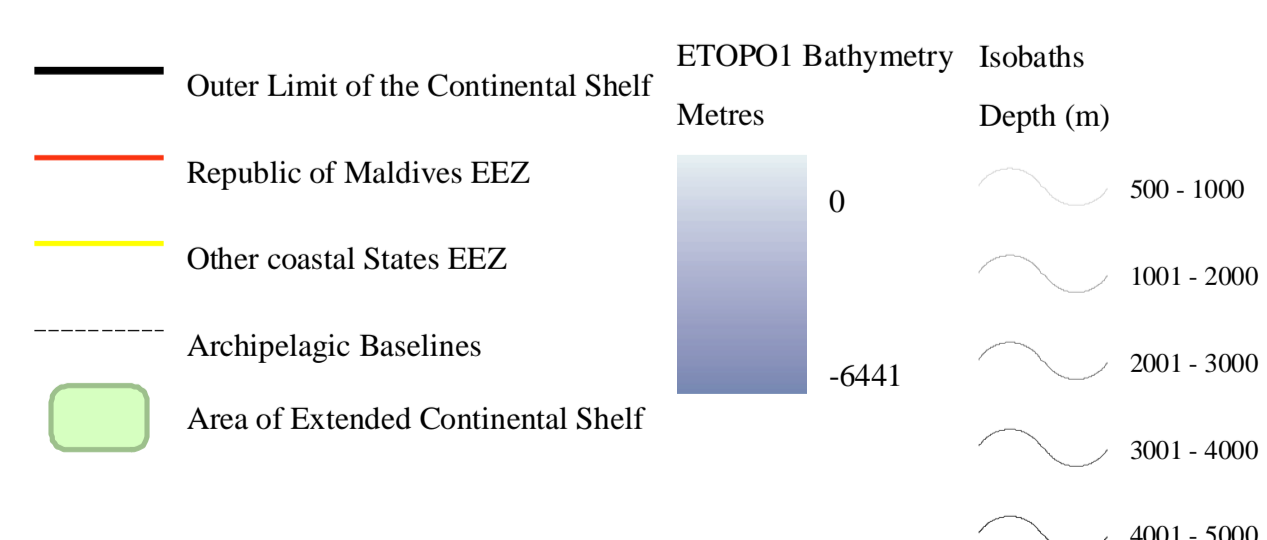 Outer Limit of the Continental Shelf
Republic of Maldives EEZ
Other coastal States EEZ
Archipelagic Baselines
Area of Extended Continental Shelf
ETOPO1 Bathymetry
Metres
0
-6441
Isobaths
Depth (m)
500 - 1000
1001 - 2000
2001 - 3000
3001 - 4000
4001 - 5000